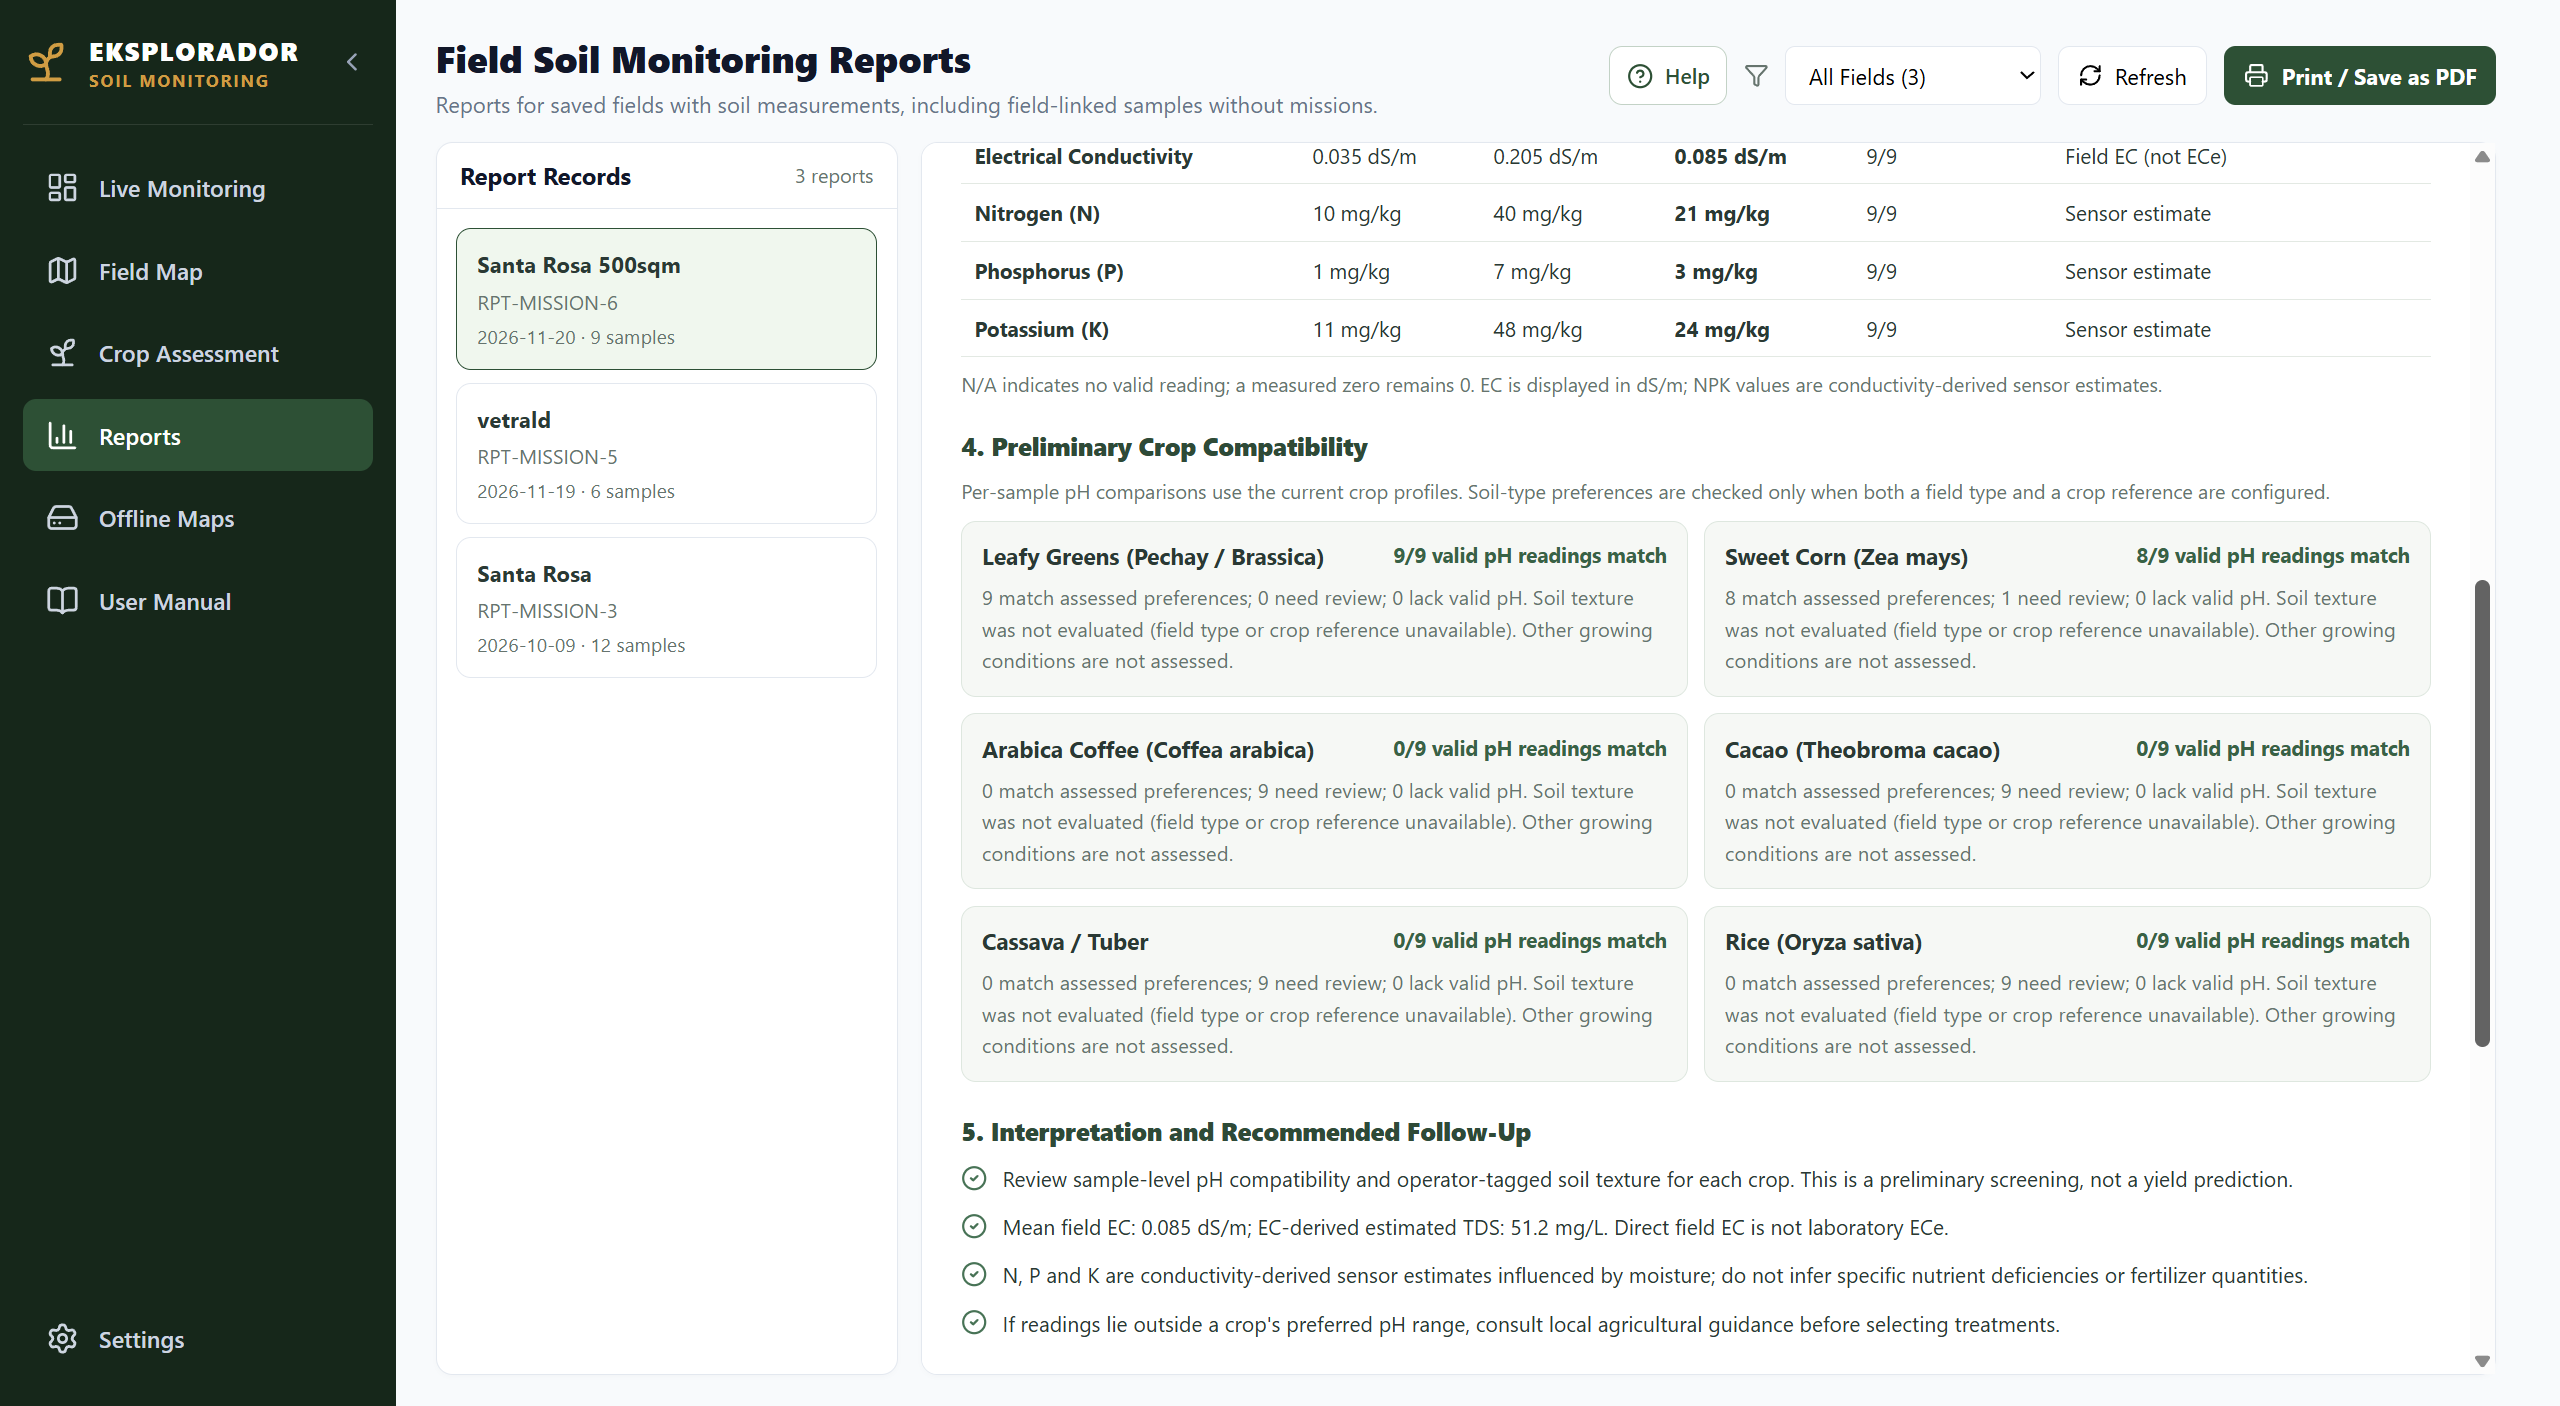 EKSPLORADOR
SOIL MONITORING
Live Monitoring
Field Map
Crop Assessment
Reports
Offline Maps
User Manual
Settings
Field Soil Monitoring Reports
Reports for saved fields with soil measurements, including field-linked samples without missions.
Help
All Fields (3)
Refresh
Print / Save as PDF
Report Records
3 reports
Santa Rosa 500sqm
RPT-MISSION-6
2026-11-20 · 9 samples
vetrald
RPT-MISSION-5
2026-11-19 · 6 samples
Santa Rosa
RPT-MISSION-3
2026-10-09 · 12 samples
Electrical Conductivity 0.035 dS/m 0.205 dS/m 0.085 dS/m 9/9 Field EC (not ECe)
Nitrogen (N) 10 mg/kg 40 mg/kg 21 mg/kg 9/9 Sensor estimate
Phosphorus (P) 1 mg/kg 7 mg/kg 3 mg/kg 9/9 Sensor estimate
Potassium (K) 11 mg/kg 48 mg/kg 24 mg/kg 9/9 Sensor estimate
N/A indicates no valid reading; a measured zero remains 0. EC is displayed in dS/m; NPK values are conductivity-derived sensor estimates.
4. Preliminary Crop Compatibility
Per-sample pH comparisons use the current crop profiles. Soil-type preferences are checked only when both a field type and a crop reference are configured.
Leafy Greens (Pechay / Brassica) 9/9 valid pH readings match
9 match assessed preferences; 0 need review; 0 lack valid pH. Soil texture
was not evaluated (field type or crop reference unavailable). Other growing
conditions are not assessed.
Sweet Corn (Zea mays) 8/9 valid pH readings match
8 match assessed preferences; 1 need review; 0 lack valid pH. Soil texture
was not evaluated (field type or crop reference unavailable). Other growing
conditions are not assessed.
Arabica Coffee (Coffea arabica) 0/9 valid pH readings match
0 match assessed preferences; 9 need review; 0 lack valid pH. Soil texture
was not evaluated (field type or crop reference unavailable). Other growing
conditions are not assessed.
Cacao (Theobroma cacao) 0/9 valid pH readings match
0 match assessed preferences; 9 need review; 0 lack valid pH. Soil texture
was not evaluated (field type or crop reference unavailable). Other growing
conditions are not assessed.
Cassava / Tuber 0/9 valid pH readings match
0 match assessed preferences; 9 need review; 0 lack valid pH. Soil texture
was not evaluated (field type or crop reference unavailable). Other growing
conditions are not assessed.
Rice (Oryza sativa) 0/9 valid pH readings match
0 match assessed preferences; 9 need review; 0 lack valid pH. Soil texture
was not evaluated (field type or crop reference unavailable). Other growing
conditions are not assessed.
5. Interpretation and Recommended Follow-Up
Review sample-level pH compatibility and operator-tagged soil texture for each crop. This is a preliminary screening, not a yield prediction.
Mean field EC: 0.085 dS/m; EC-derived estimated TDS: 51.2 mg/L. Direct field EC is not laboratory ECe.
N, P and K are conductivity-derived sensor estimates influenced by moisture; do not infer specific nutrient deficiencies or fertilizer quantities.
If readings lie outside a crop's preferred pH range, consult local agricultural guidance before selecting treatments.